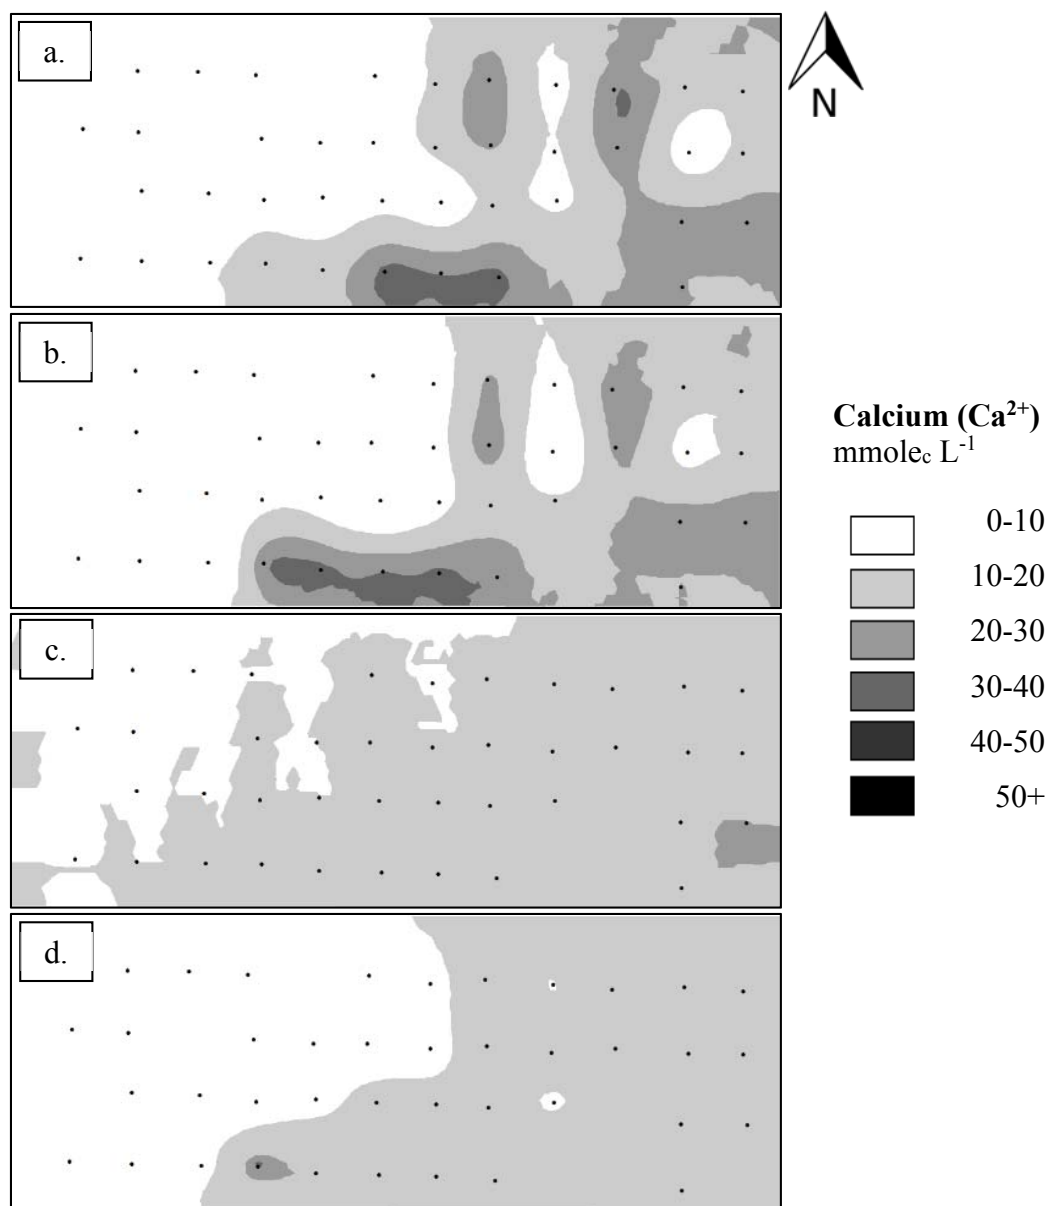 a.
N
b.
Calcium (Ca²⁺)
mmolec L⁻¹
0-10
10-20
20-30
30-40
40-50
50+
c.
d.